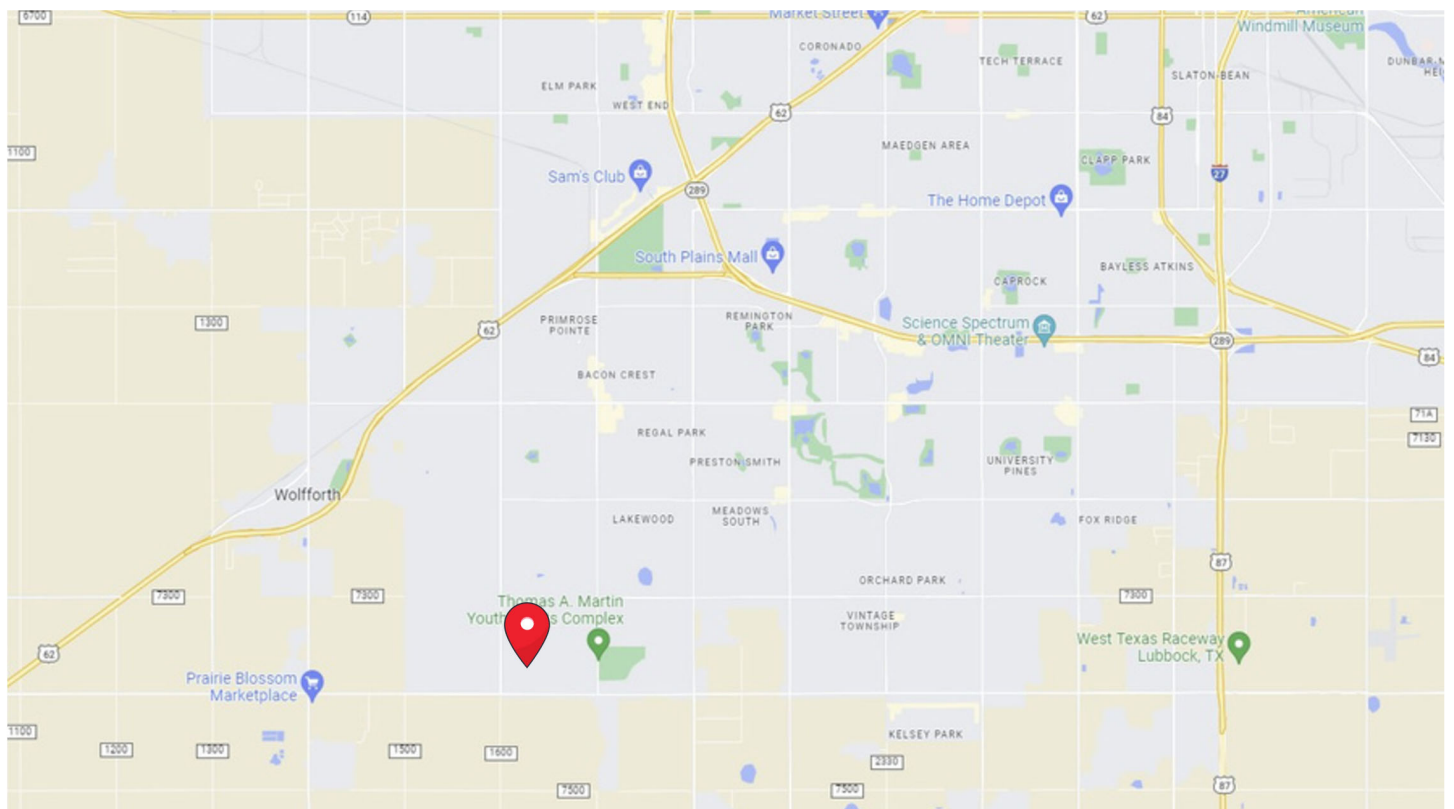 6700
114
Market Street
62
American
Windmill Museum
CORONADO
TECH TERRACE
SLATON-BEAN
ELM PARK
WEST END
62
84
1100
MAEDGEN AREA
CLAPP PARK
27
Sam's Club
289
The Home Depot
South Plains Mall
BAYLESS ATKINS
CAPROCK
1300
62
PRIMROSE
POINTE
REMINGTON
PARK
Science Spectrum
& OMNI Theater
289
84
BACON CREST
71A
7130
REGAL PARK
PRESTON SMITH
UNIVERSITY
PINES
Wolfforth
LAKEWOOD
MEADOWS
SOUTH
FOX RIDGE
87
ORCHARD PARK
7300
7300
7300
Thomas A. Martin
Complex
VINTAGE
TOWNSHIP
62
West Texas Raceway
Lubbock, TX
Prairie Blossom
Marketplace
1100
1200
1300
1500
1600
KELSEY PARK
2330
7500
7500
87